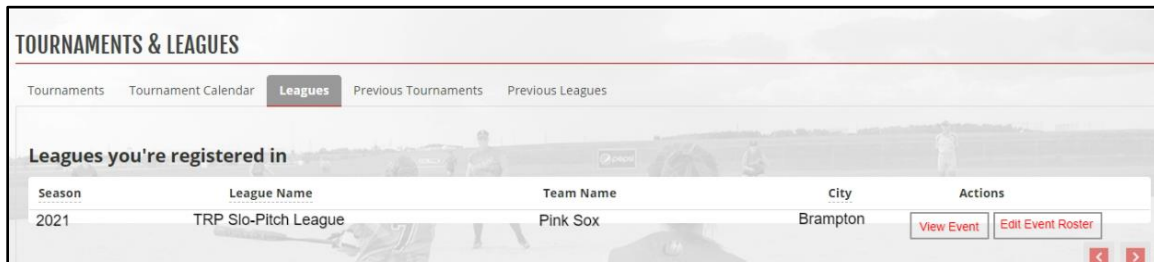 TOURNAMENTS & LEAGUES
Tournaments Tournament Calendar Leagues Previous Tournaments Previous Leagues
Leagues you're registered in
Season League Name Team Name City Actions
2021 TRP Slo-Pitch League Pink Sox Brampton View Event Edit Event Roster